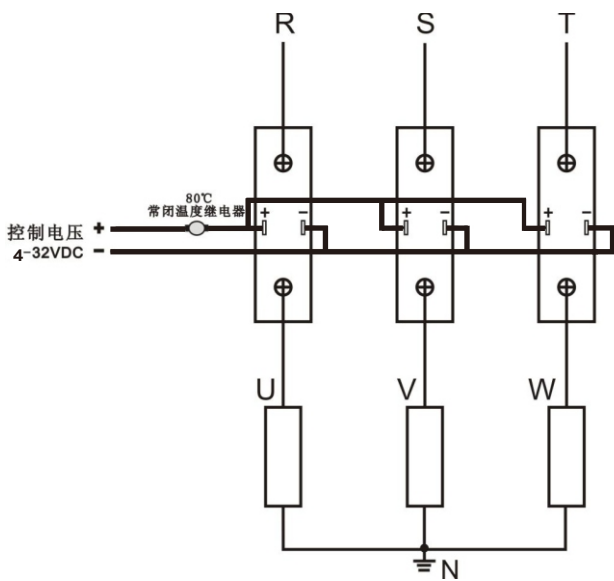 R S T
80℃
常闭温度继电器
+ - + - + -
控制电压 +
4-32VDC -
U V W
N